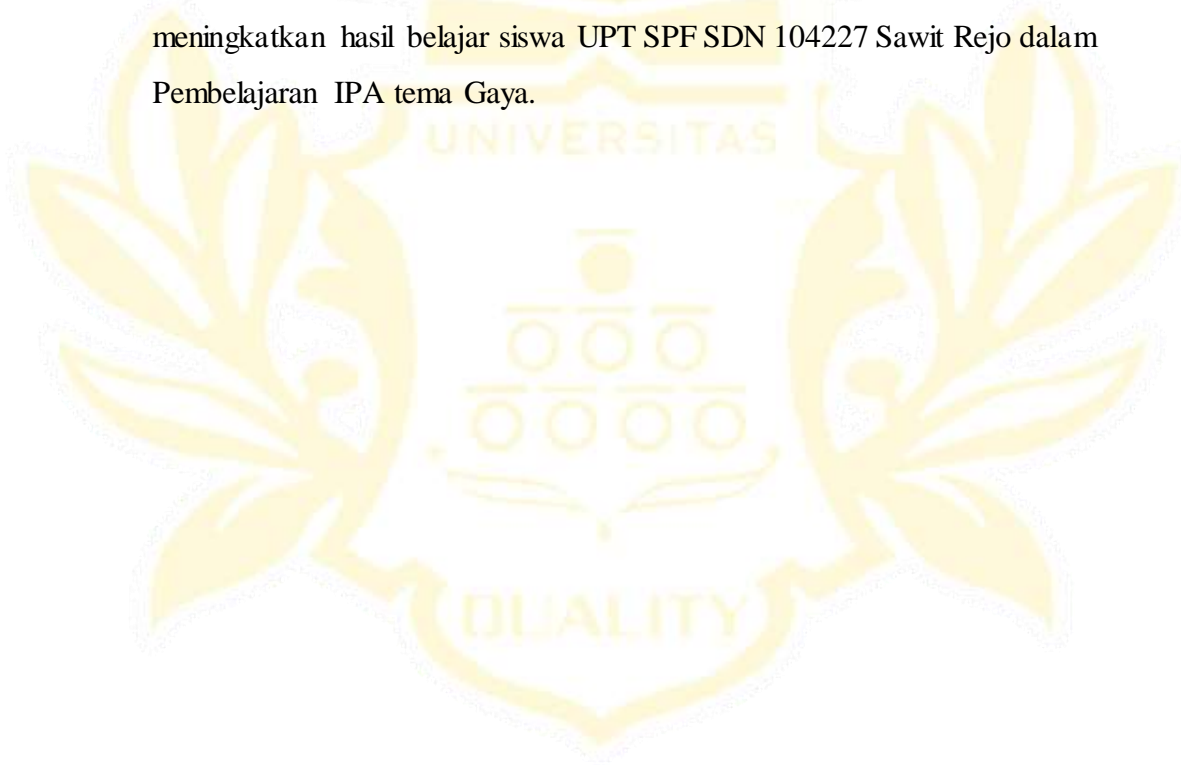 meningkatkan hasil belajar siswa UPT SPF SDN 104227 Sawit Rejo dalam
Pembelajaran IPA tema Gaya.
UNIVERSITAS
QUALITY